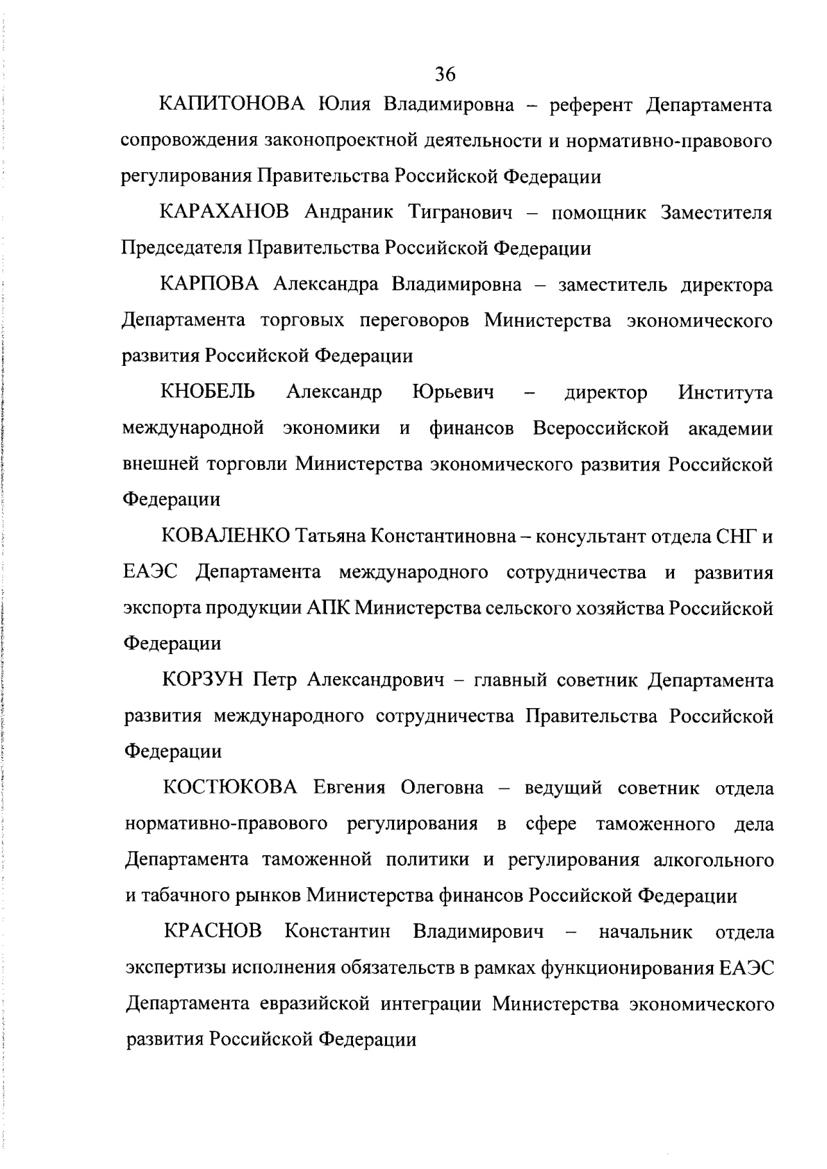 36
КАПИТОНОВА Юлия Владимировна – референт Департамента
сопровождения законопроектной деятельности и нормативно-правового
регулирования Правительства Российской Федерации
КАРАХАНОВ Андраник Тигранович – помощник Заместителя
Председателя Правительства Российской Федерации
КАРПОВА Александра Владимировна – заместитель директора
Департамента торговых переговоров Министерства экономического
развития Российской Федерации
КНОБЕЛЬ Александр Юрьевич – директор Института
международной экономики и финансов Всероссийской академии
внешней торговли Министерства экономического развития Российской
Федерации
КОВАЛЕНКО Татьяна Константиновна – консультант отдела СНГ и
ЕАЭС Департамента международного сотрудничества и развития
экспорта продукции АПК Министерства сельского хозяйства Российской
Федерации
КОРЗУН Петр Александрович – главный советник Департамента
развития международного сотрудничества Правительства Российской
Федерации
КОСТЮКОВА Евгения Олеговна – ведущий советник отдела
нормативно-правового регулирования в сфере таможенного дела
Департамента таможенной политики и регулирования алкогольного
и табачного рынков Министерства финансов Российской Федерации
КРАСНОВ Константин Владимирович – начальник отдела
экспертизы исполнения обязательств в рамках функционирования ЕАЭС
Департамента евразийской интеграции Министерства экономического
развития Российской Федерации